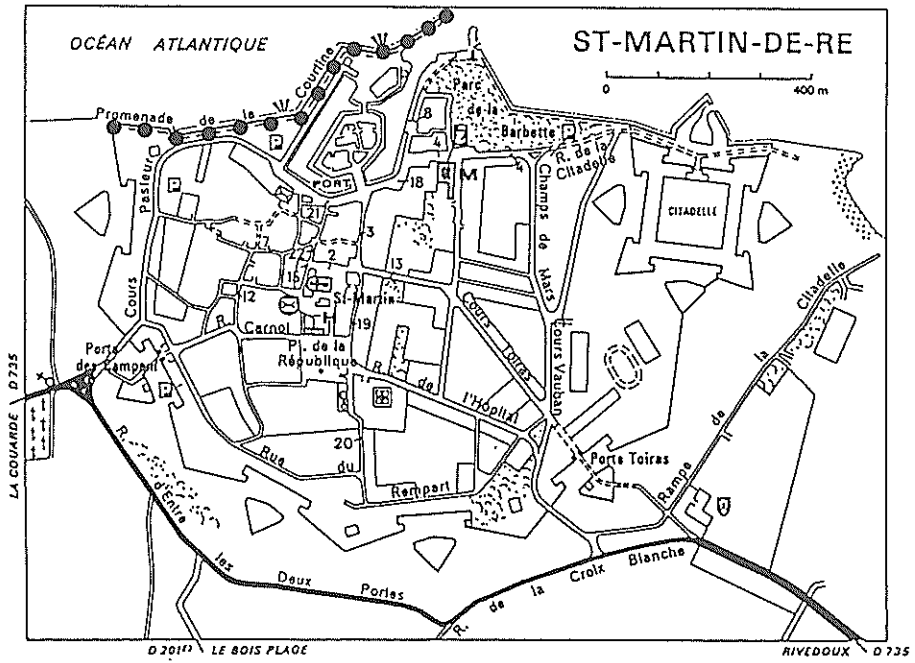 OCÉAN ATLANTIQUE
ST-MARTIN-DE-RE
0 400 m
Promenade de la Courtine
Parc de la Barbette
R. de la Citadelle
CITADELLE
PORT
M
8
4
18
4
21
3
2
13
16
12
19
20
P
P
P
P
Cours Pasteur
Champs de Mars
St-Martin
R. Carnot
Pl. de la République
Cours Toiras
Cours Vauban
R. de l'Hôpital
Porte des Campani
Porte Toiras
Rue du Rempart
Rampe de la Citadelle
R. d'Entre les Deux Portes
R. de la Croix Blanche
LA COUARDE D 735
D 201E2 LE BOIS PLAGE
RIVEDOUX D 735